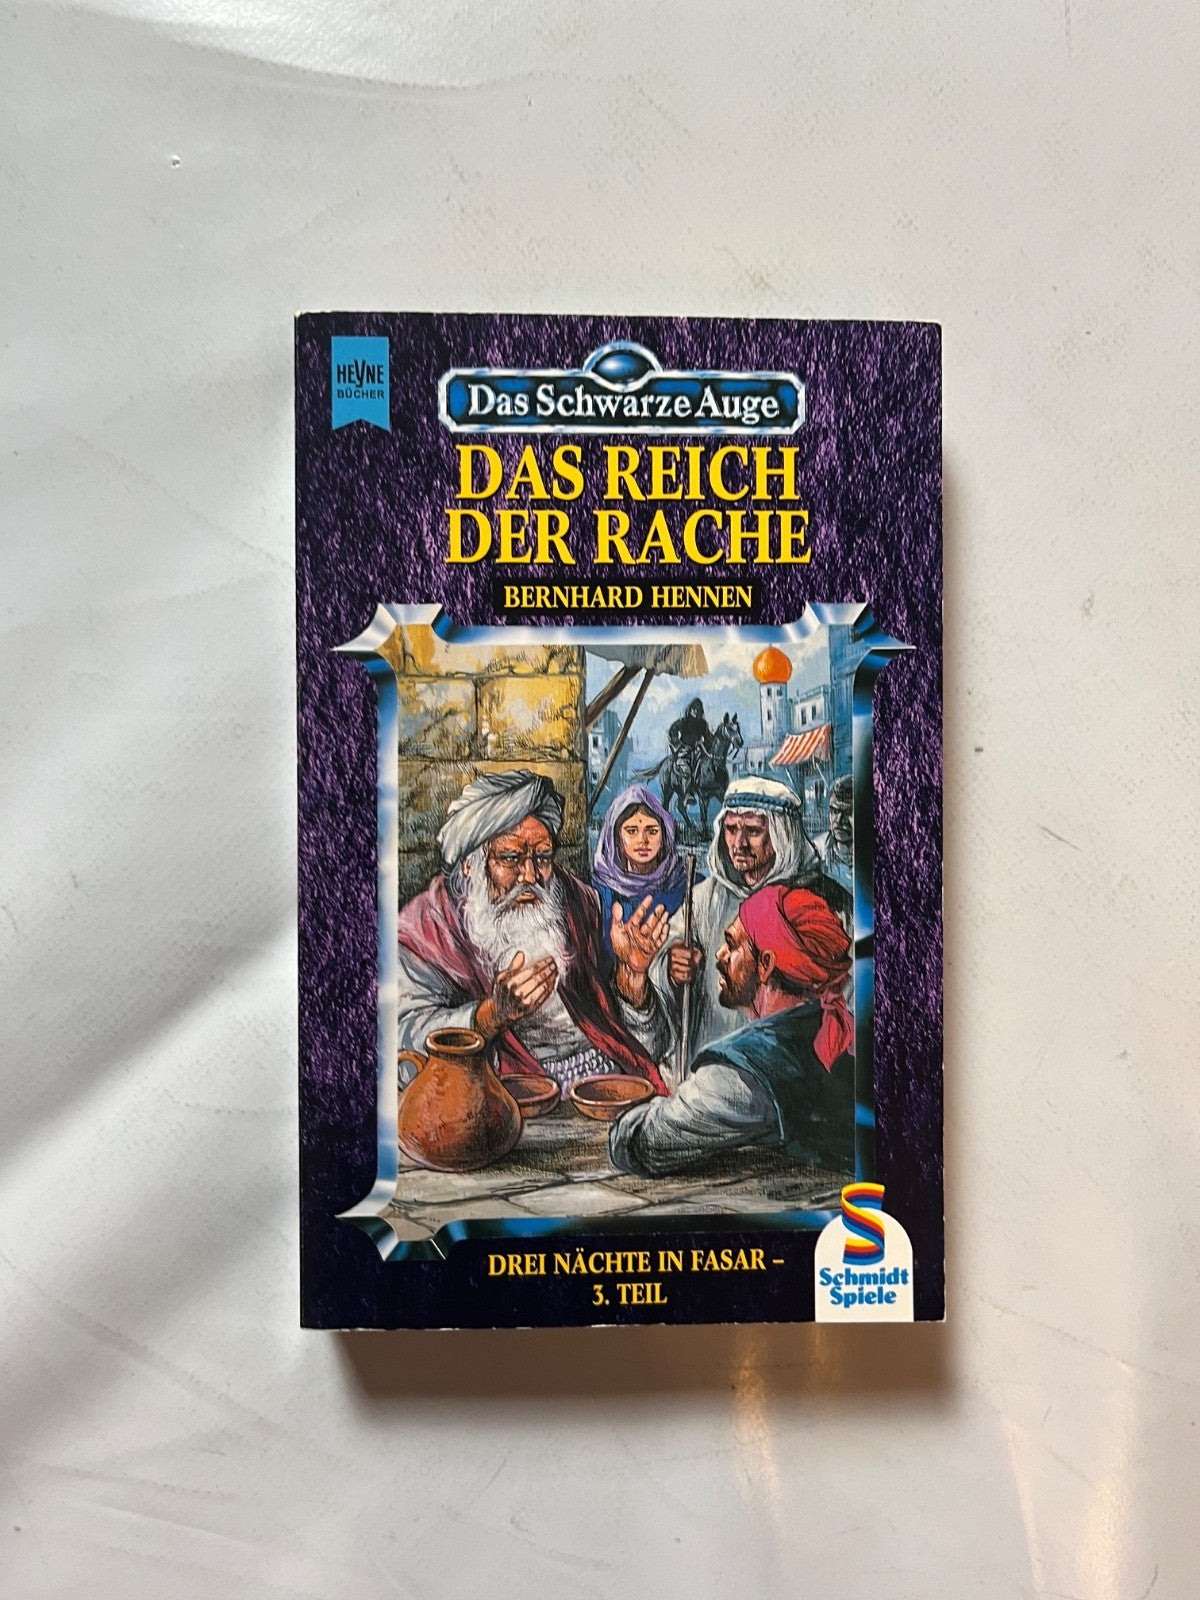 HEYNE
BÜCHER
Das Schwarze Auge
DAS REICH
DER RACHE
BERNHARD HENNEN
DREI NÄCHTE IN FASAR –
3. TEIL
Schmidt
Spiele